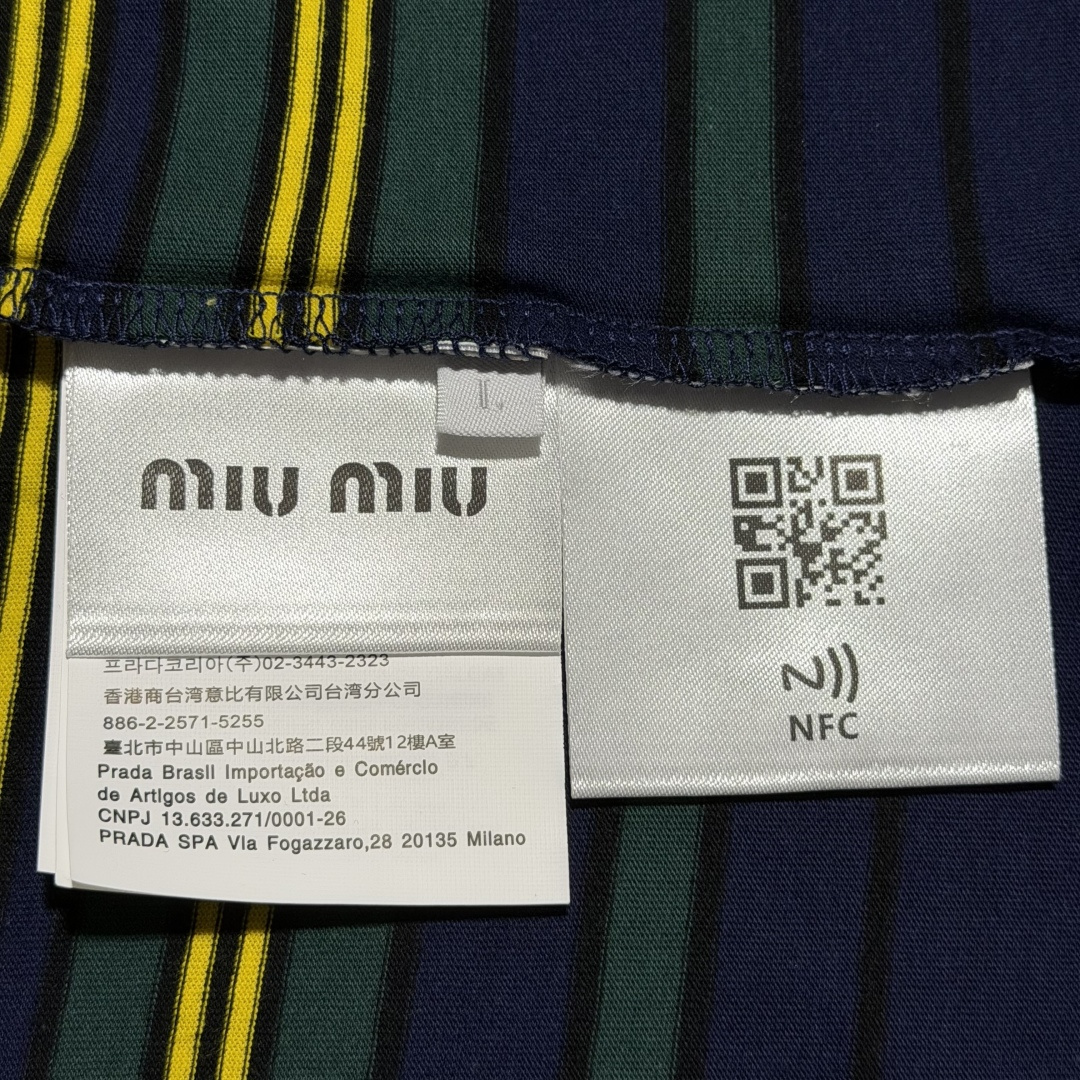 L
miu miu
프라다코리아(주)02-3443-2323
香港商台湾意比有限公司台湾分公司
886-2-2571-5255
臺北市中山區中山北路二段44號12樓A室
Prada Brasil Importação e Comércio
de Artigos de Luxo Ltda
CNPJ 13.633.271/0001-26
PRADA SPA Via Fogazzaro,28 20135 Milano
NFC